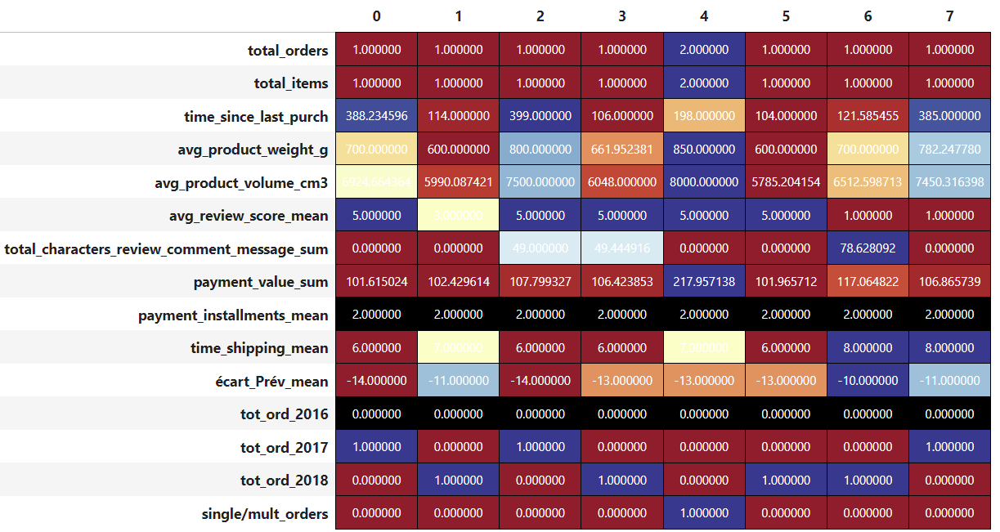 0 1 2 3 4 5 6 7
total_orders 1.000000 1.000000 1.000000 1.000000 2.000000 1.000000 1.000000 1.000000
total_items 1.000000 1.000000 1.000000 1.000000 2.000000 1.000000 1.000000 1.000000
time_since_last_purch 388.234596 114.000000 399.000000 106.000000 198.000000 104.000000 121.585455 385.000000
avg_product_weight_g 700.000000 600.000000 800.000000 661.952381 850.000000 600.000000 700.000000 782.247780
avg_product_volume_cm3 6924.664364 5990.087421 7500.000000 6048.000000 8000.000000 5785.204154 6512.598713 7450.316398
avg_review_score_mean 5.000000 3.000000 5.000000 5.000000 5.000000 5.000000 1.000000 1.000000
total_characters_review_comment_message_sum 0.000000 0.000000 49.000000 49.444916 0.000000 0.000000 78.628092 0.000000
payment_value_sum 101.615024 102.429614 107.799327 106.423853 217.957138 101.965712 117.064822 106.865739
payment_installments_mean 2.000000 2.000000 2.000000 2.000000 2.000000 2.000000 2.000000 2.000000
time_shipping_mean 6.000000 7.000000 6.000000 6.000000 7.000000 6.000000 8.000000 8.000000
écart_Prév_mean -14.000000 -11.000000 -14.000000 -13.000000 -13.000000 -13.000000 -10.000000 -11.000000
tot_ord_2016 0.000000 0.000000 0.000000 0.000000 0.000000 0.000000 0.000000 0.000000
tot_ord_2017 1.000000 0.000000 1.000000 0.000000 0.000000 0.000000 0.000000 1.000000
tot_ord_2018 0.000000 1.000000 0.000000 1.000000 0.000000 1.000000 1.000000 0.000000
single/mult_orders 0.000000 0.000000 0.000000 0.000000 1.000000 0.000000 0.000000 0.000000